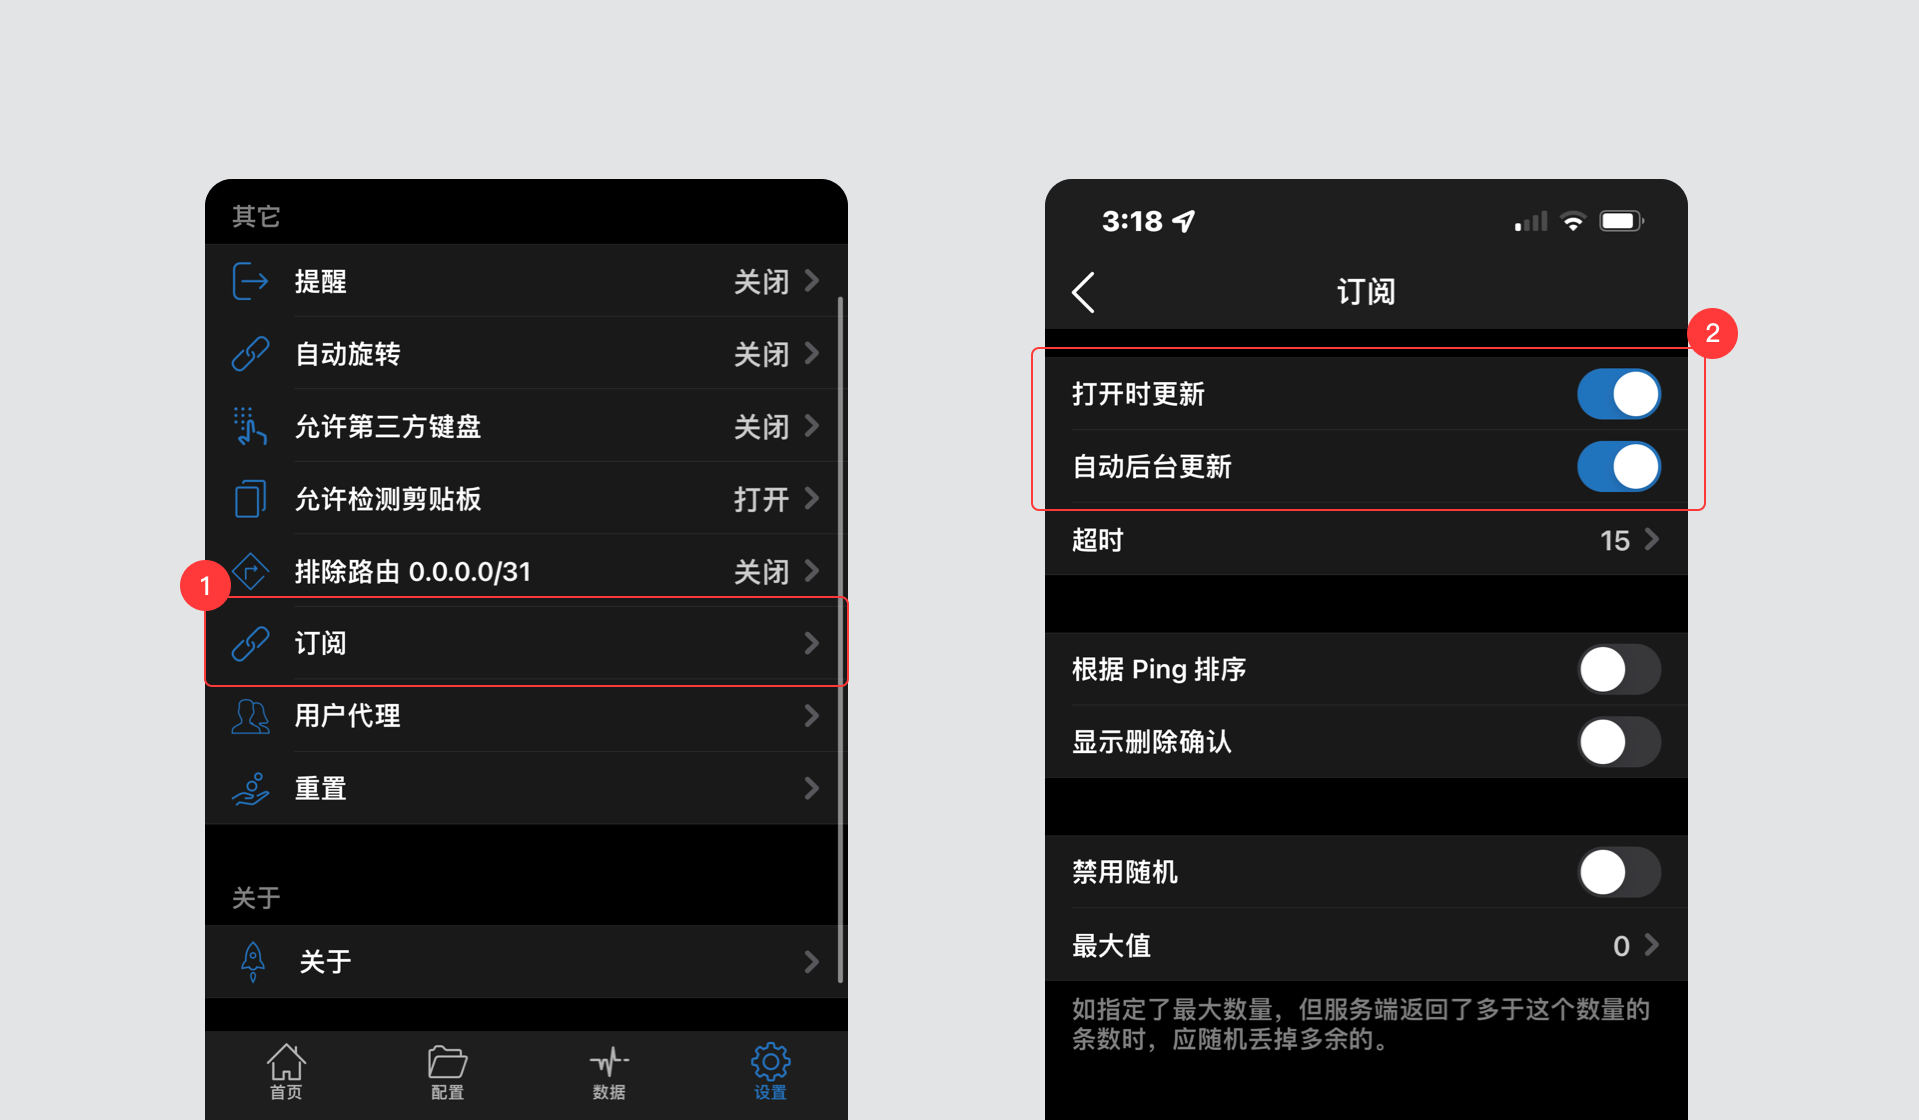 其它
提醒 关闭
自动旋转 关闭
允许第三方键盘 关闭
允许检测剪贴板 打开
排除路由 0.0.0.0/31 关闭
1
订阅
用户代理
重置
关于
关于
首页 配置 数据 设置
3:18
订阅
2
打开时更新
自动后台更新
超时 15
根据 Ping 排序
显示删除确认
禁用随机
最大值 0
如指定了最大数量，但服务端返回了多于这个数量的
条数时，应随机丢掉多余的。